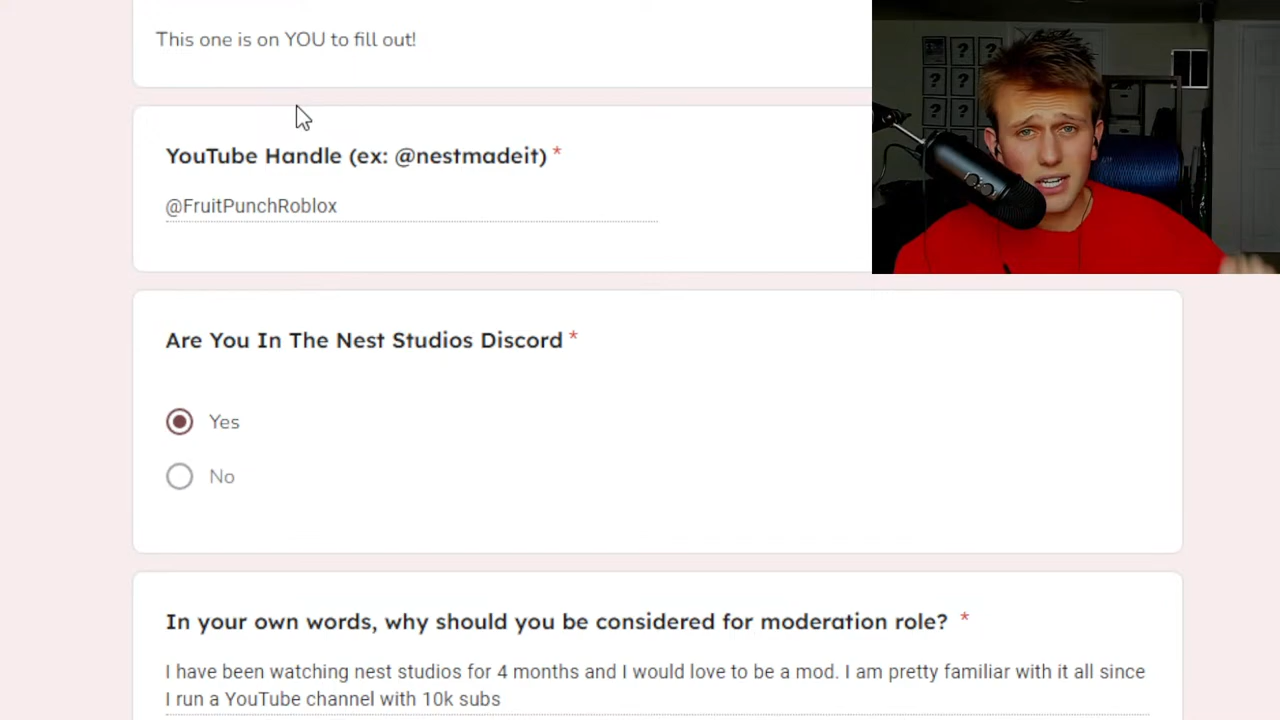 This one is on YOU to fill out!
YouTube Handle (ex: @nestmadeit) *
@FruitPunchRoblox
Are You In The Nest Studios Discord *
Yes
No
In your own words, why should you be considered for moderation role? *
I have been watching nest studios for 4 months and I would love to be a mod. I am pretty familiar with it all since
I run a YouTube channel with 10k subs